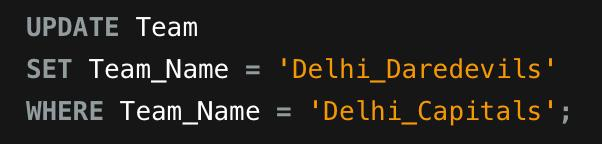 UPDATE Team
SET Team_Name = 'Delhi_Daredevils'
WHERE Team_Name = 'Delhi_Capitals';